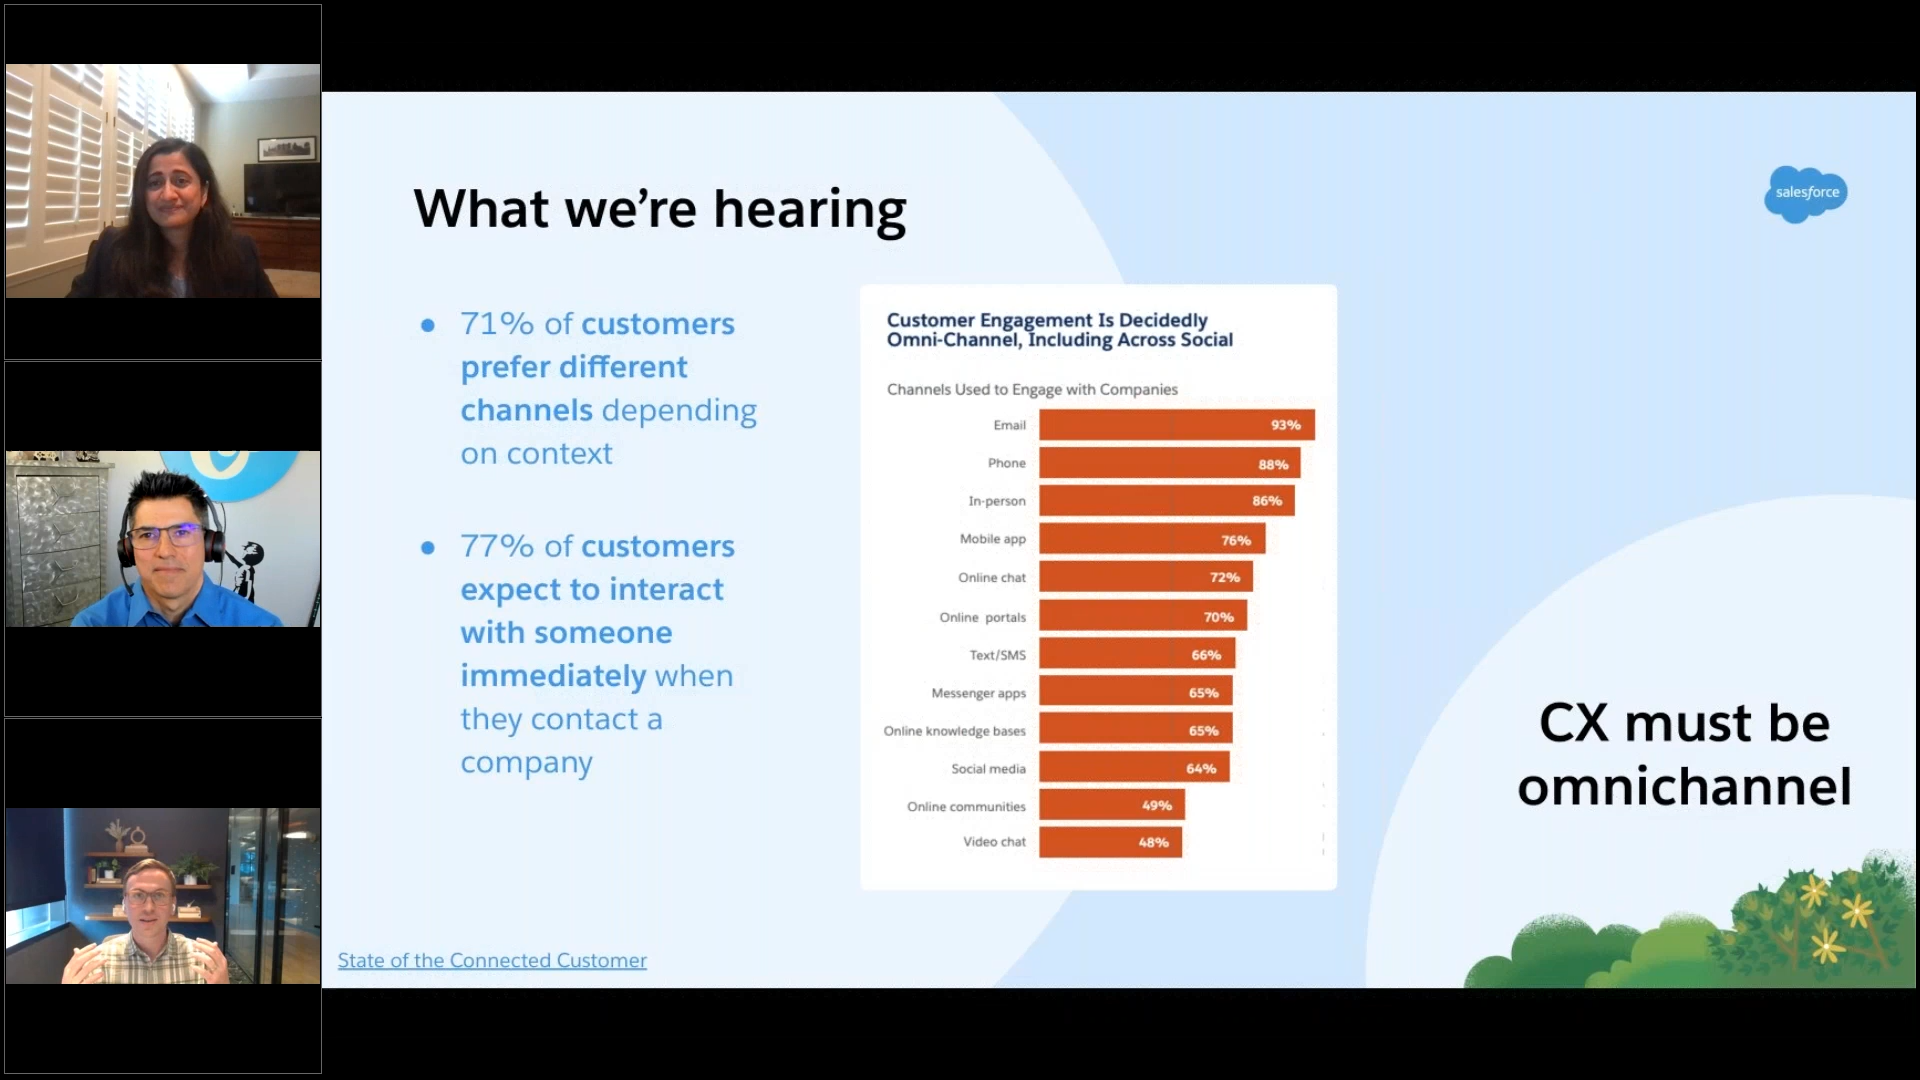 What we’re hearing
salesforce
● 71% of customers
prefer different
channels depending
on context
● 77% of customers
expect to interact
with someone
immediately when
they contact a
company
Customer Engagement Is Decidedly
Omni-Channel, Including Across Social
Channels Used to Engage with Companies
Email 93%
Phone 88%
In-person 86%
Mobile app 76%
Online chat 72%
Online portals 70%
Text/SMS 66%
Messenger apps 65%
Online knowledge bases 65%
Social media 64%
Online communities 49%
Video chat 48%
CX must be
omnichannel
State of the Connected Customer